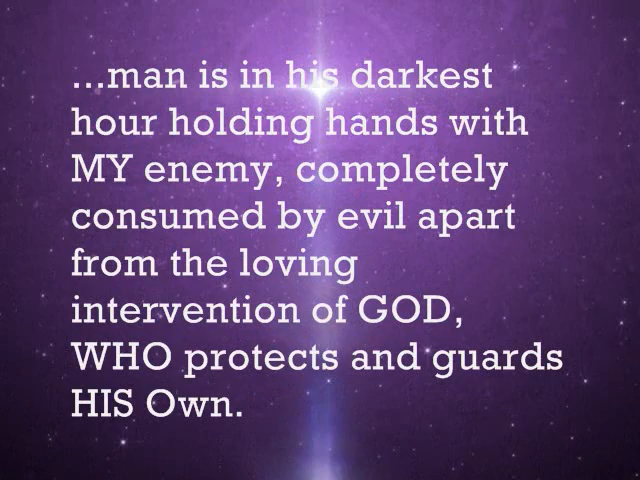 ...man is in his darkest
hour holding hands with
MY enemy, completely
consumed by evil apart
from the loving
intervention of GOD,
WHO protects and guards
HIS Own.